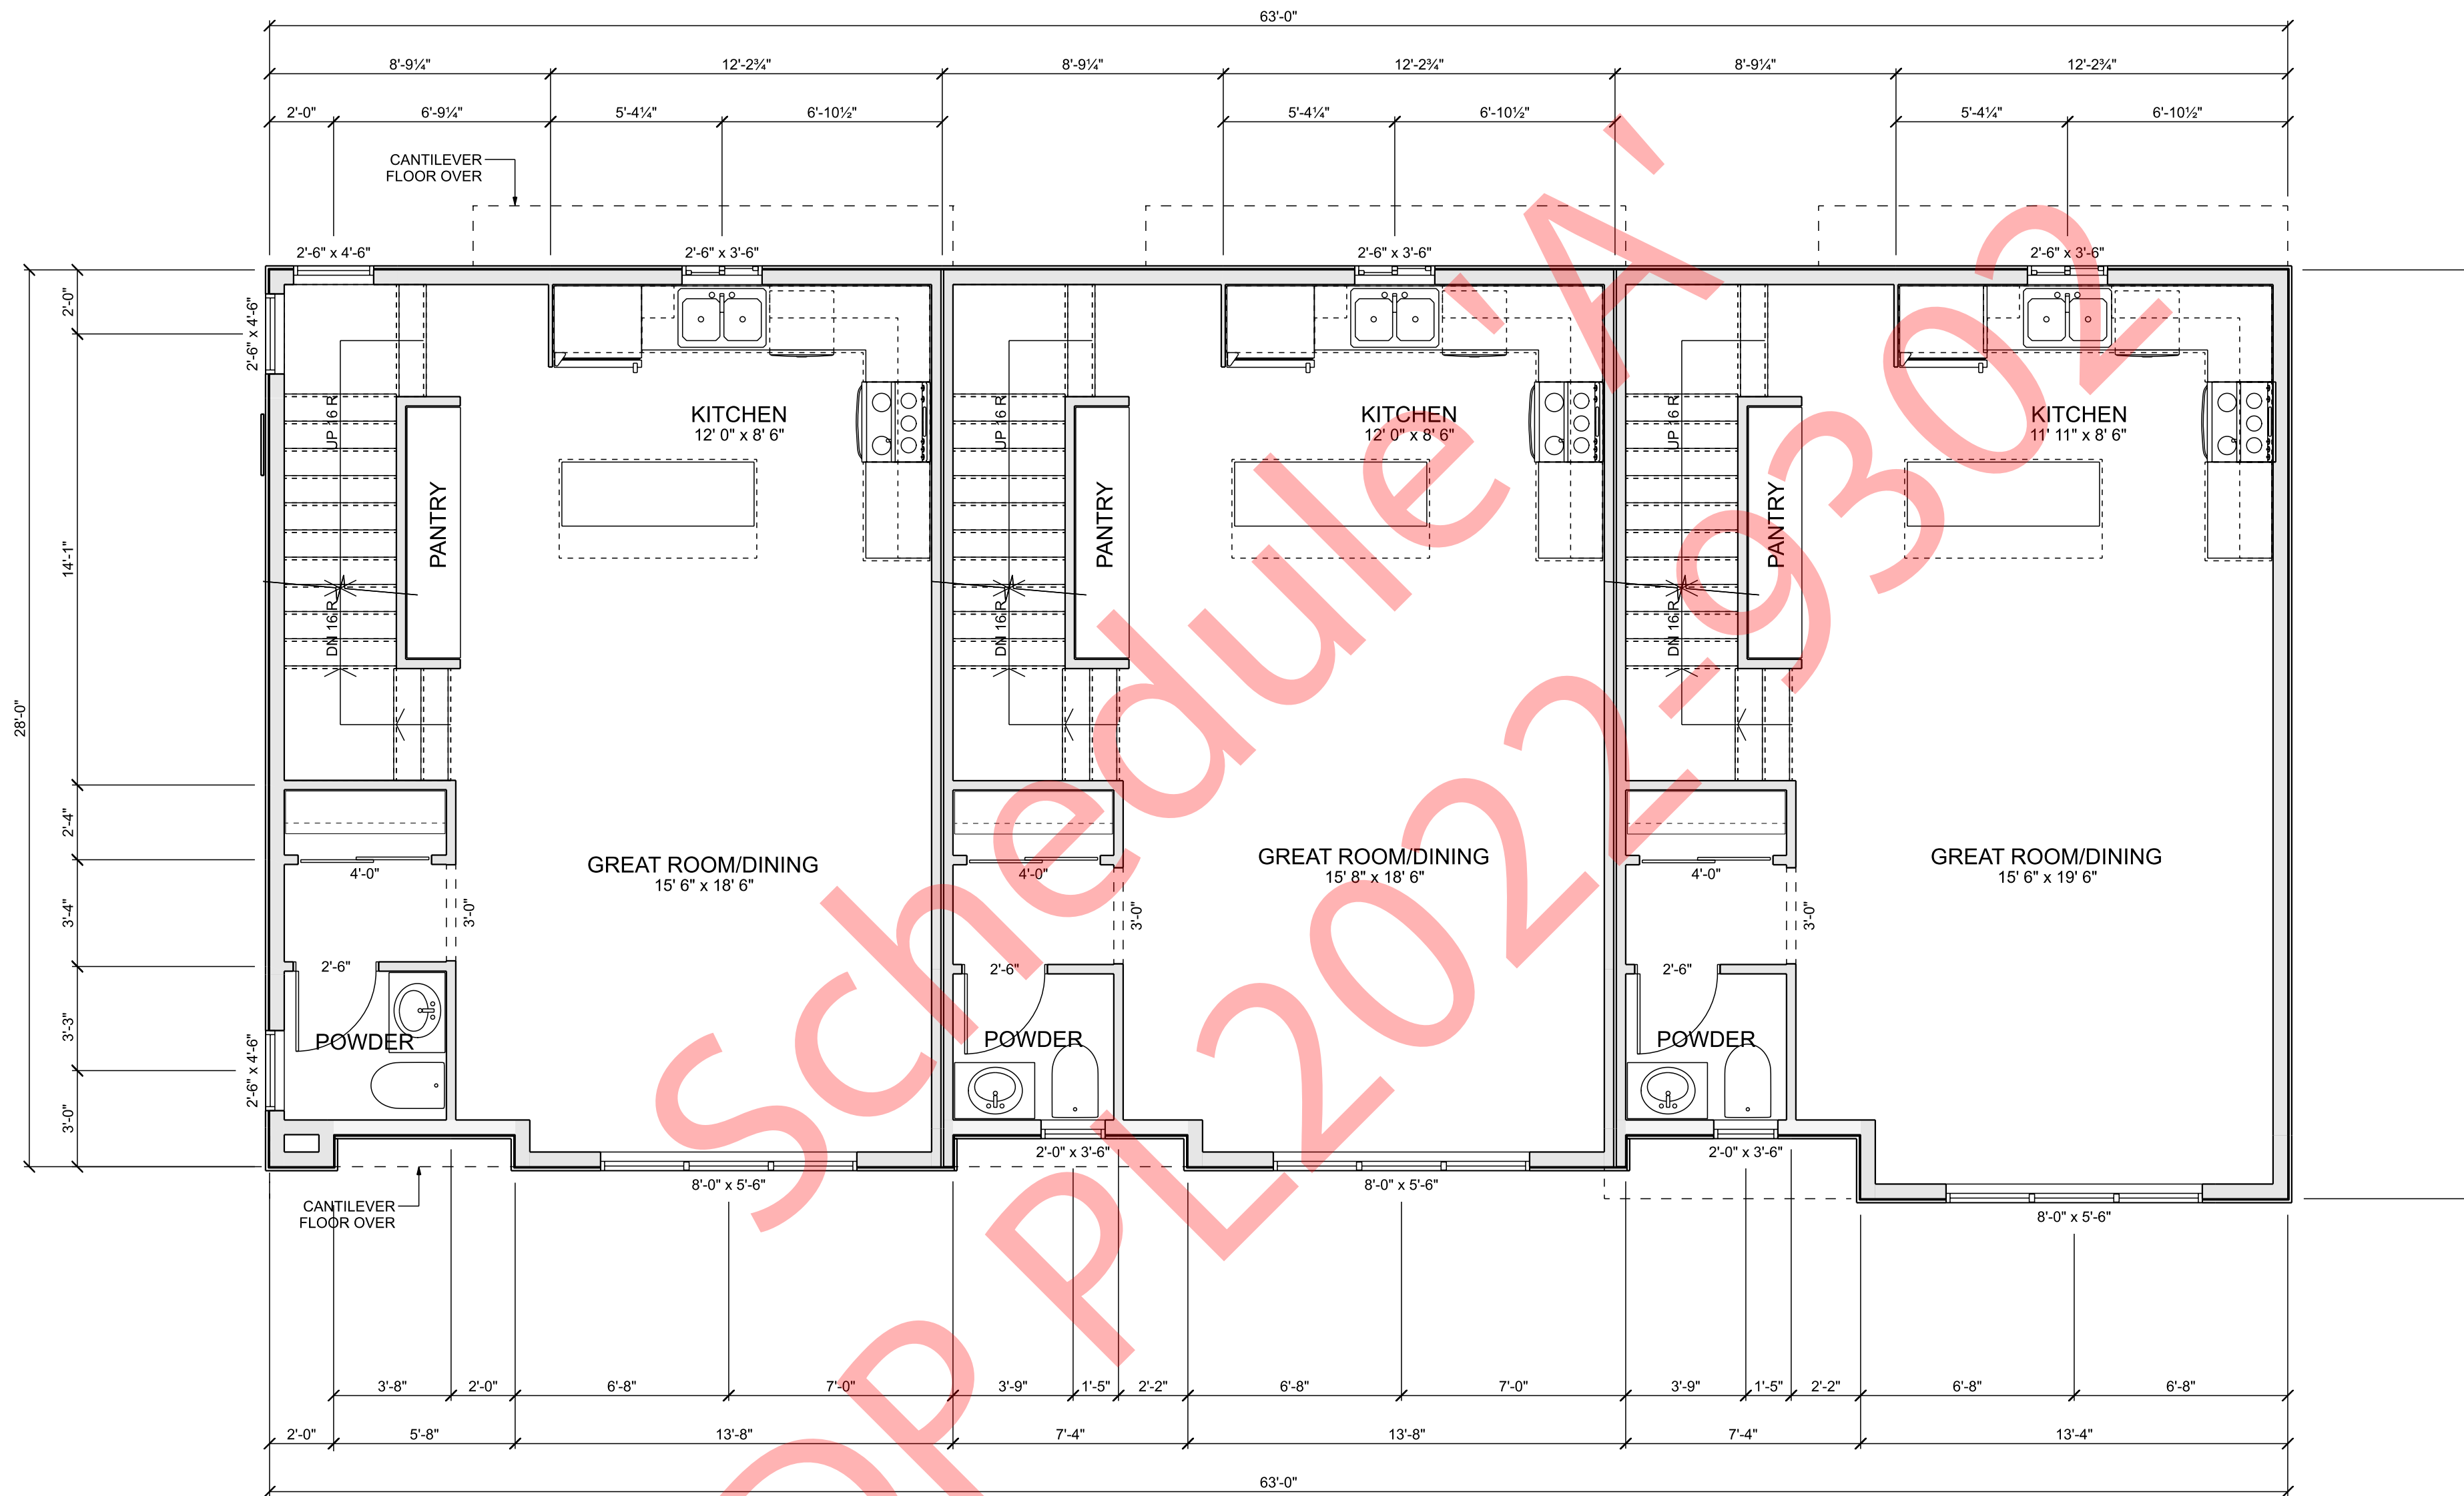 63'-0"
8'-9¼" 12'-2¾" 8'-9¼" 12'-2¾" 8'-9¼" 12'-2¾"
2'-0" 6'-9¼" 5'-4¼" 6'-10½" 5'-4¼" 6'-10½" 5'-4¼" 6'-10½"
CANTILEVER
FLOOR OVER
2'-6" x 4'-6" 2'-6" x 3'-6" 2'-6" x 3'-6" 2'-6" x 3'-6"
28'-0"
2'-0"
14'-1"
2'-4"
3'-4"
3'-3"
3'-0"
2'-6" x 4'-6"
2'-6" x 4'-6"
UP 16 R
DN 16 R
PANTRY
KITCHEN
12' 0" x 8' 6"
GREAT ROOM/DINING
15' 6" x 18' 6"
4'-0"
3'-0"
2'-6"
POWDER
UP 16 R
DN 16 R
PANTRY
KITCHEN
12' 0" x 8' 6"
GREAT ROOM/DINING
15' 8" x 18' 6"
4'-0"
3'-0"
2'-6"
POWDER
UP 16 R
DN 16 R
PANTRY
KITCHEN
11' 11" x 8' 6"
GREAT ROOM/DINING
15' 6" x 19' 6"
4'-0"
3'-0"
2'-6"
POWDER
2'-0" x 3'-6" 2'-0" x 3'-6"
8'-0" x 5'-6" 8'-0" x 5'-6" 8'-0" x 5'-6"
CANTILEVER
FLOOR OVER
3'-8" 2'-0" 6'-8" 7'-0" 3'-9" 1'-5" 2'-2" 6'-8" 7'-0" 3'-9" 1'-5" 2'-2" 6'-8" 6'-8"
2'-0" 5'-8" 13'-8" 7'-4" 13'-8" 7'-4" 13'-4"
63'-0"
Schedule 'A'
DP PL2022-9302